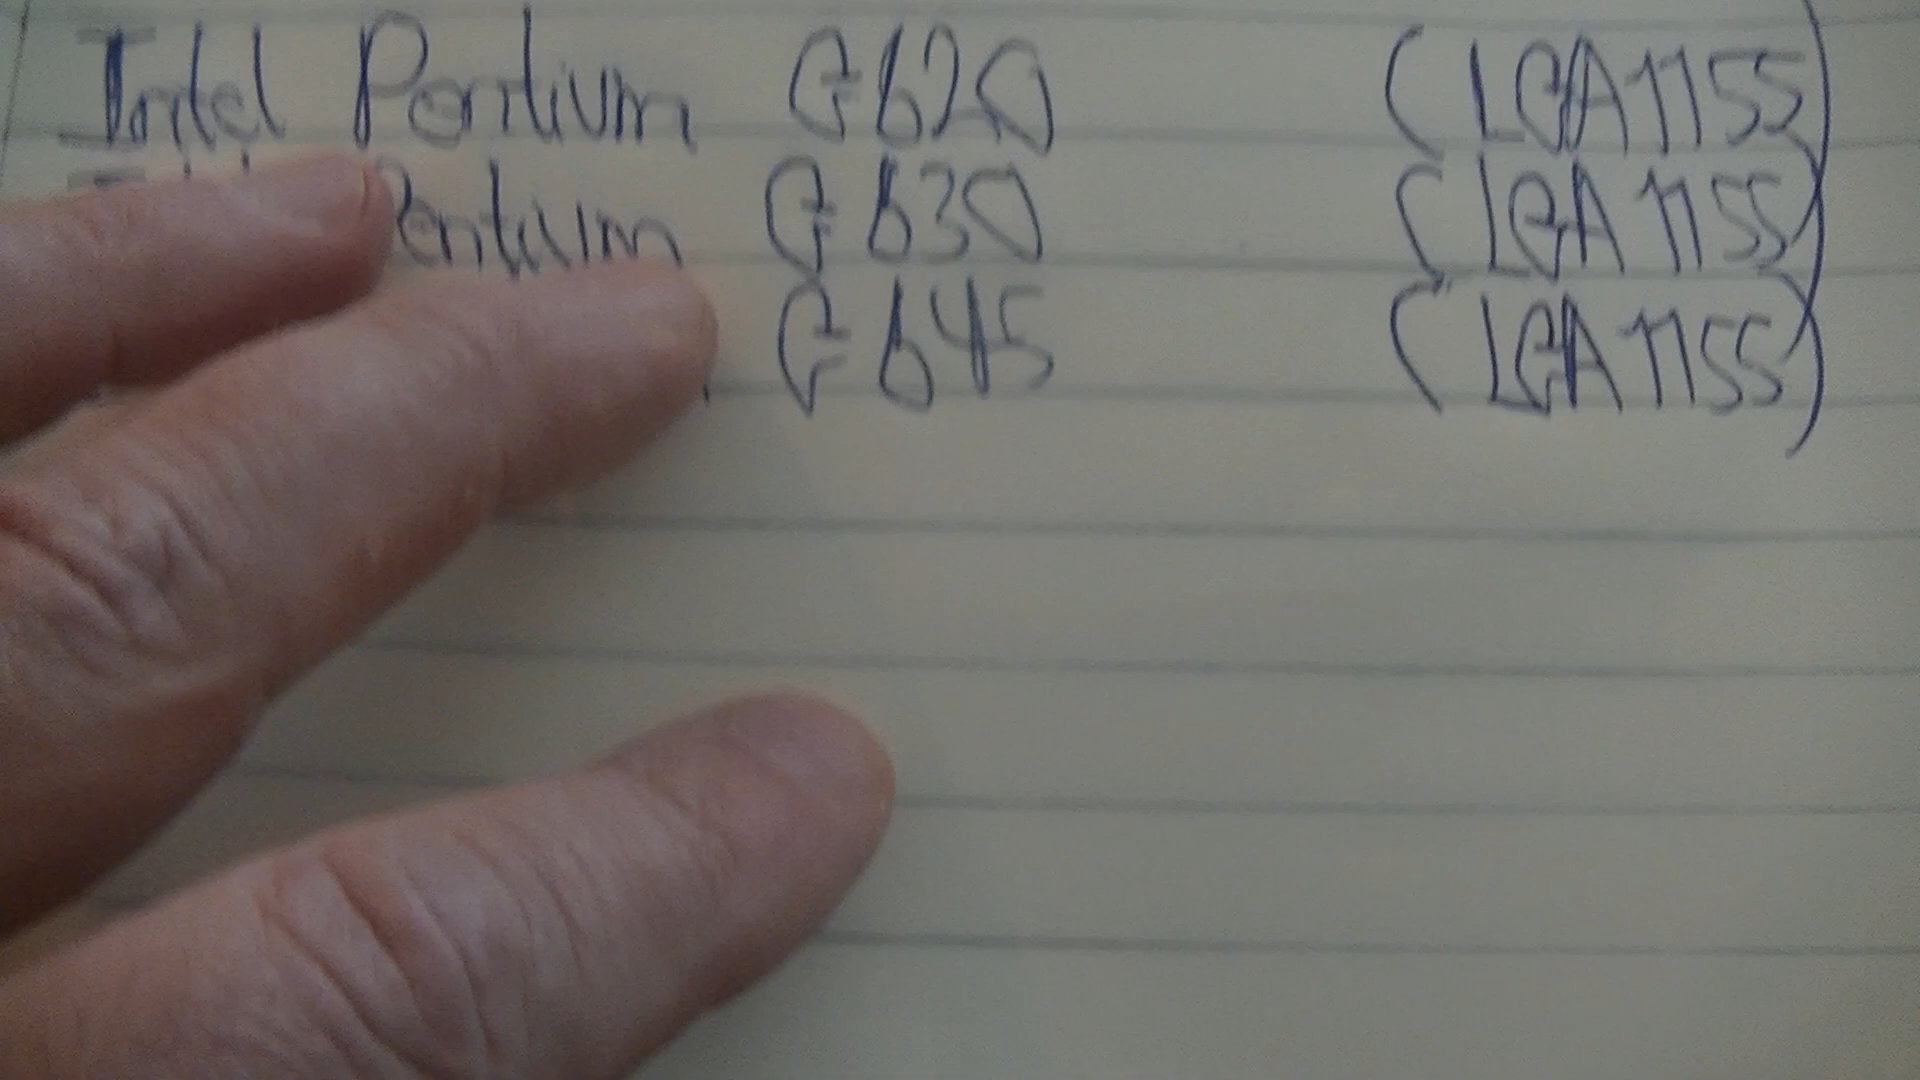 Intel Pentium G620 (LGA1155)
Pentium G630 (LGA1155)
G645 (LGA1155)